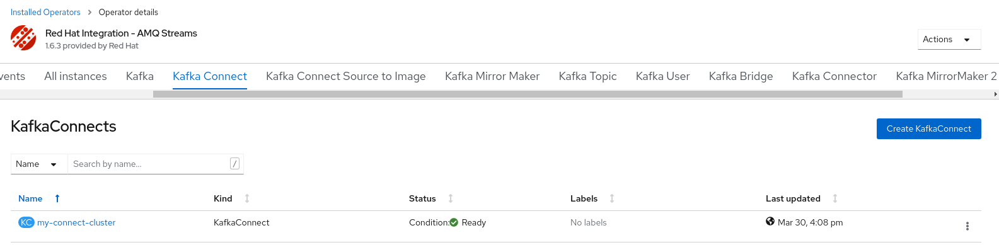 Installed Operators > Operator details
Red Hat Integration - AMQ Streams
1.6.3 provided by Red Hat
Actions
vents All instances Kafka Kafka Connect Kafka Connect Source to Image Kafka Mirror Maker Kafka Topic Kafka User Kafka Bridge Kafka Connector Kafka MirrorMaker 2
KafkaConnects
Create KafkaConnect
Name Search by name... /
Name Kind Status Labels Last updated
KC my-connect-cluster KafkaConnect Condition: Ready No labels Mar 30, 4:08 pm